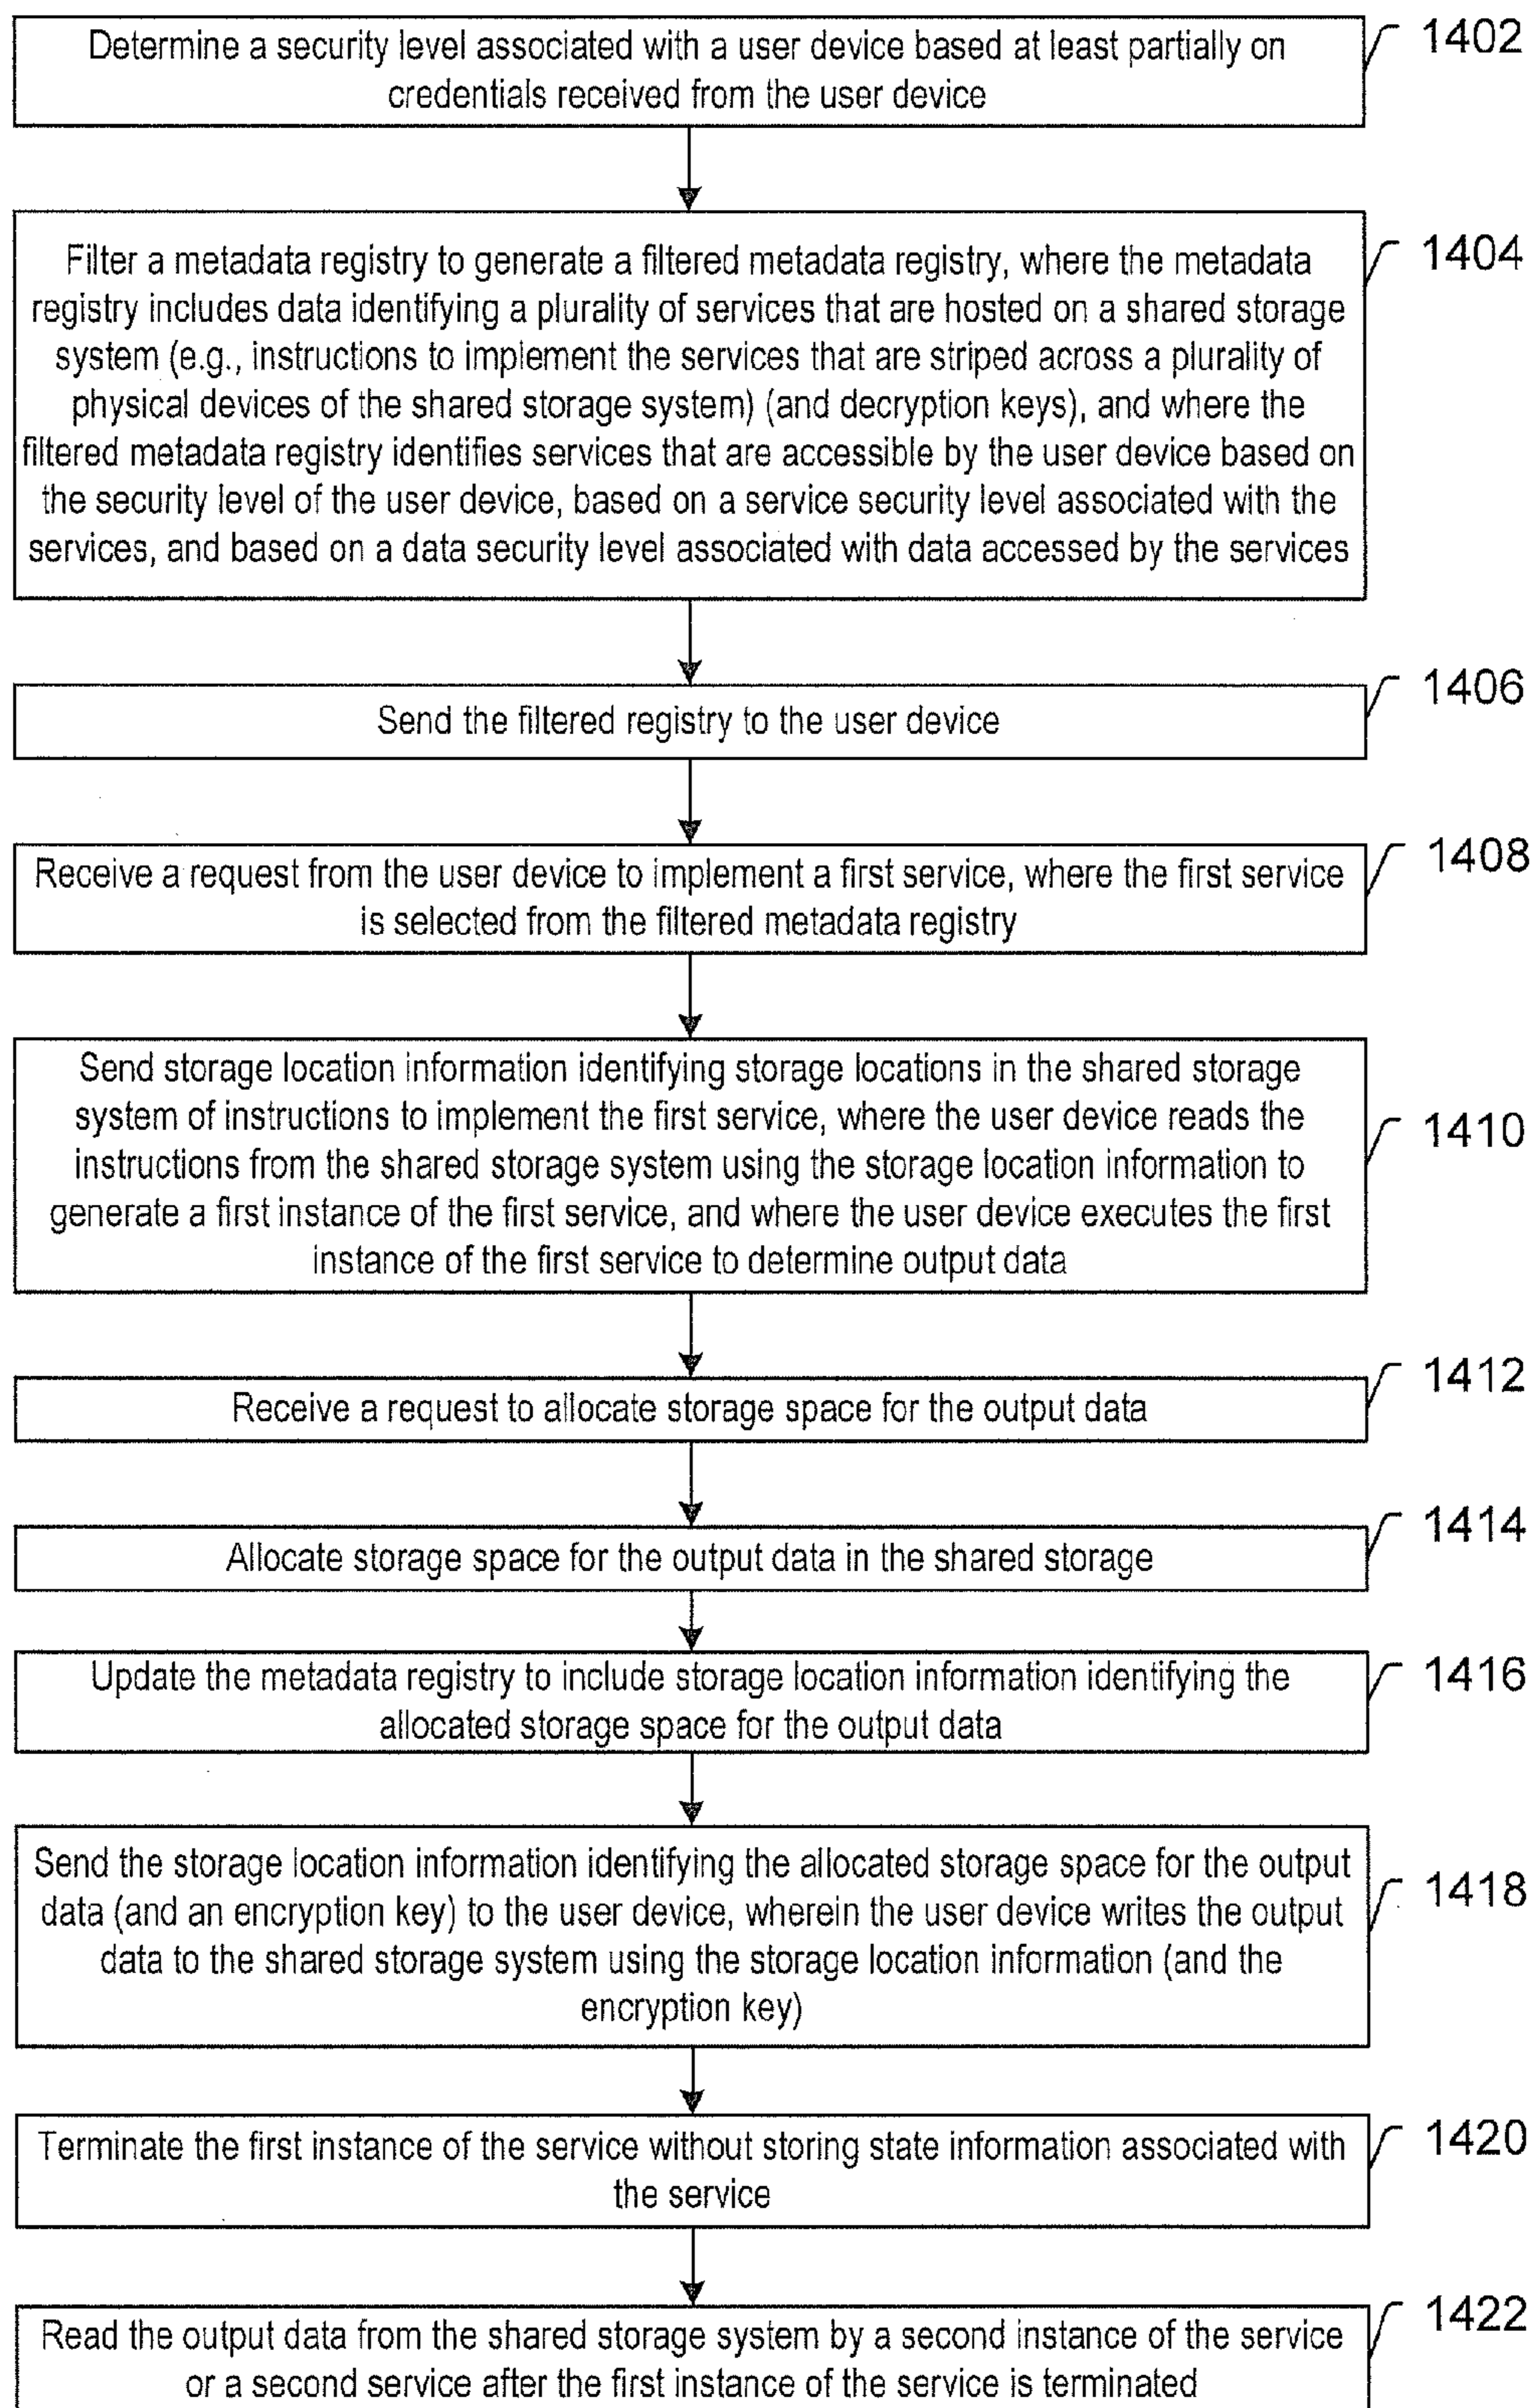 Determine a security level associated with a user device based at least partially on
credentials received from the user device
1402
Filter a metadata registry to generate a filtered metadata registry, where the metadata
registry includes data identifying a plurality of services that are hosted on a shared storage
system (e.g., instructions to implement the services that are striped across a plurality of
physical devices of the shared storage system) (and decryption keys), and where the
filtered metadata registry identifies services that are accessible by the user device based on
the security level of the user device, based on a service security level associated with the
services, and based on a data security level associated with data accessed by the services
1404
Send the filtered registry to the user device
1406
Receive a request from the user device to implement a first service, where the first service
is selected from the filtered metadata registry
1408
Send storage location information identifying storage locations in the shared storage
system of instructions to implement the first service, where the user device reads the
instructions from the shared storage system using the storage location information to
generate a first instance of the first service, and where the user device executes the first
instance of the first service to determine output data
1410
Receive a request to allocate storage space for the output data
1412
Allocate storage space for the output data in the shared storage
1414
Update the metadata registry to include storage location information identifying the
allocated storage space for the output data
1416
Send the storage location information identifying the allocated storage space for the output
data (and an encryption key) to the user device, wherein the user device writes the output
data to the shared storage system using the storage location information (and the
encryption key)
1418
Terminate the first instance of the service without storing state information associated with
the service
1420
Read the output data from the shared storage system by a second instance of the service
or a second service after the first instance of the service is terminated
1422